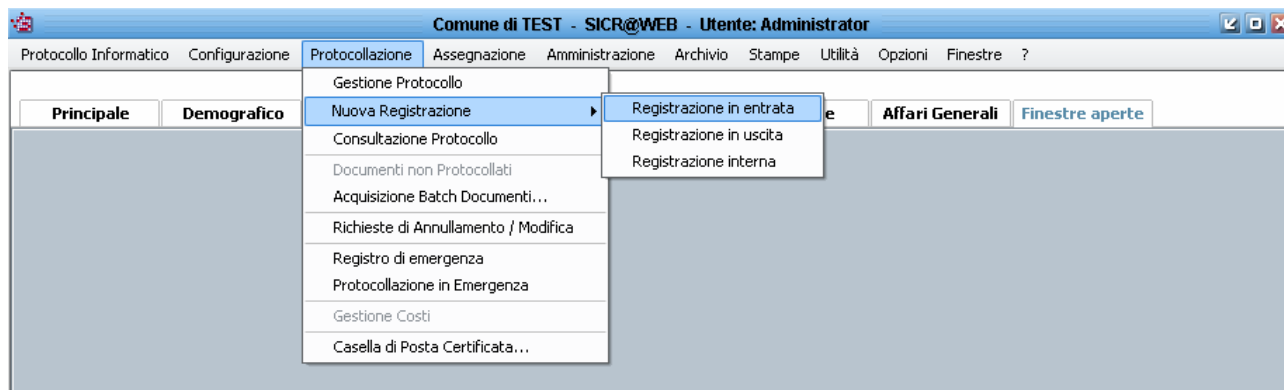 Comune di TEST - SICR@WEB - Utente: Administrator
Protocollo Informatico Configurazione Protocollazione Assegnazione Amministrazione Archivio Stampe Utilità Opzioni Finestre ?
Principale Demografico e Affari Generali Finestre aperte
Gestione Protocollo
Nuova Registrazione
Consultazione Protocollo
Documenti non Protocollati
Acquisizione Batch Documenti...
Richieste di Annullamento / Modifica
Registro di emergenza
Protocollazione in Emergenza
Gestione Costi
Casella di Posta Certificata...
Registrazione in entrata
Registrazione in uscita
Registrazione interna